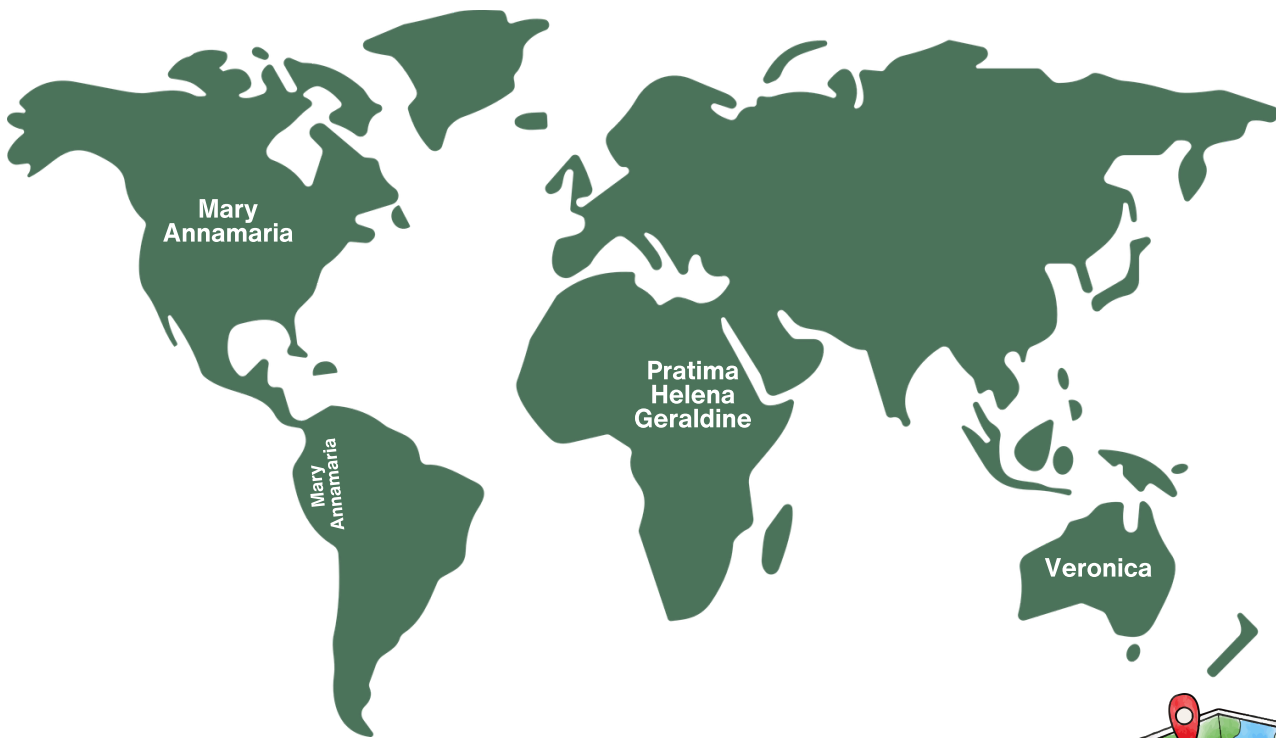 Mary
Annamaria
Pratima
Helena
Geraldine
Mary
Annamaria
Veronica